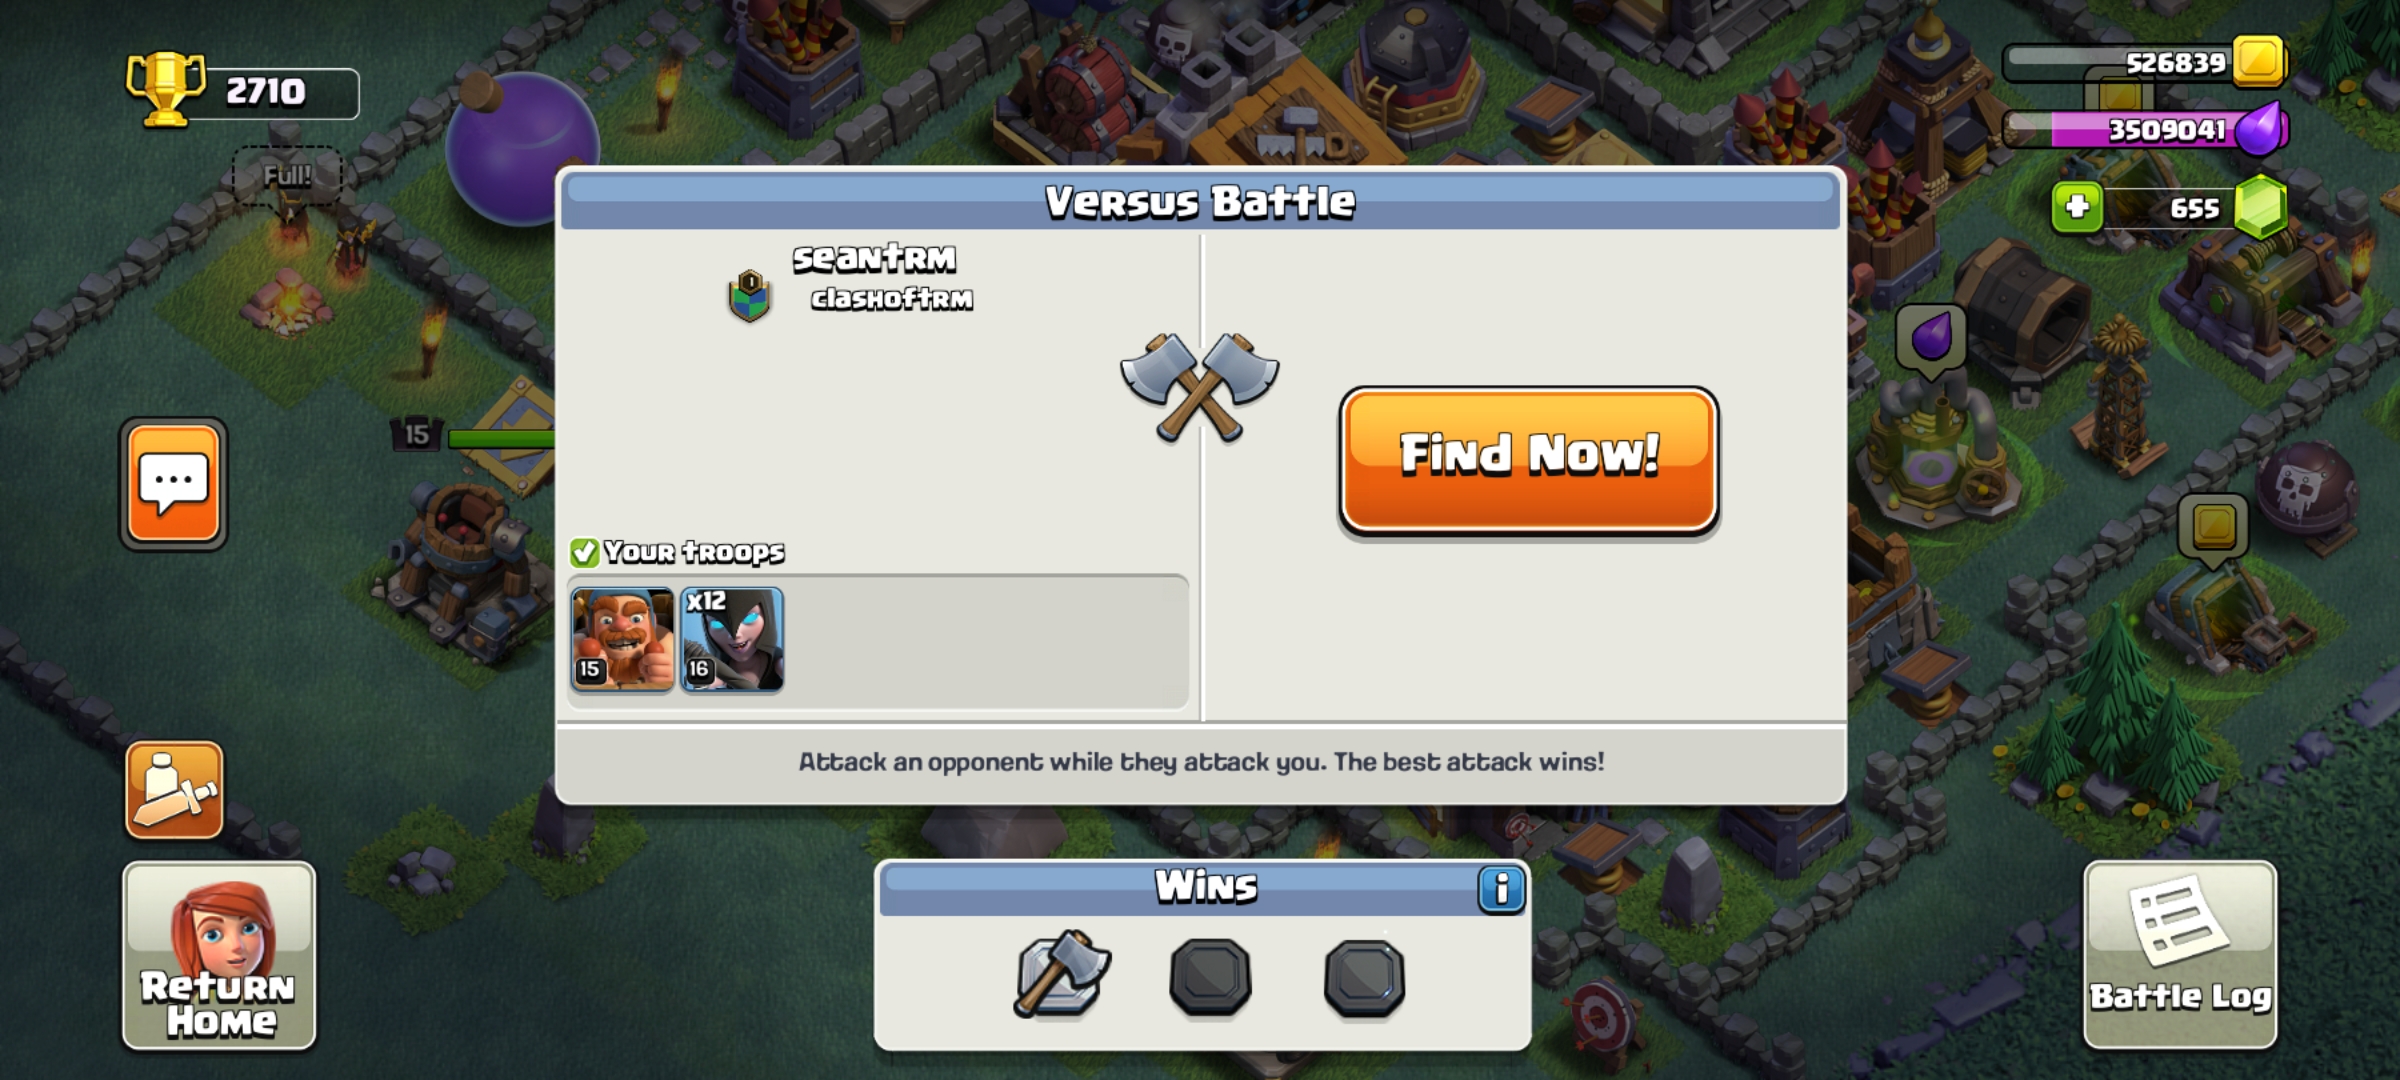 2710
526839
3509041
655
Full!
Versus Battle
seantrm
clashoftrm
15
Find Now!
Your troops
x12
15
16
Attack an opponent while they attack you. The best attack wins!
Wins
i
Return
Home
Battle Log